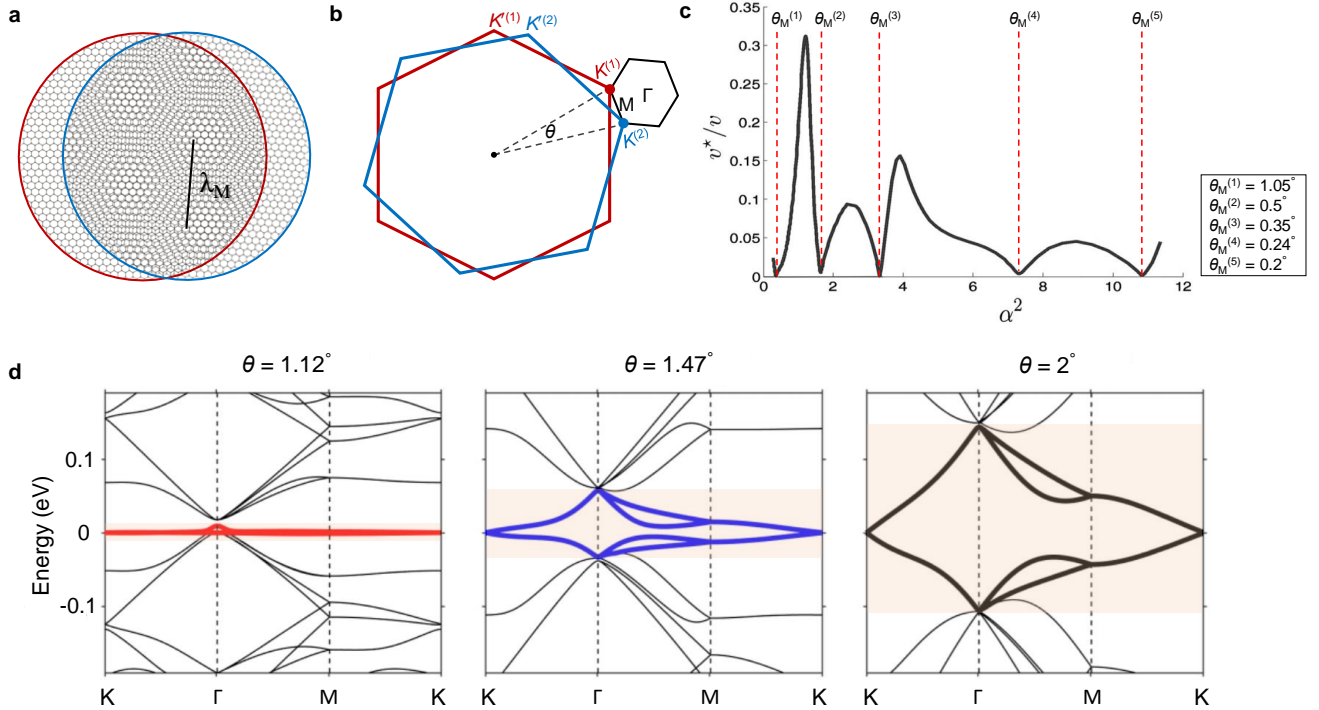 a
λM
b
K′(1)
K′(2)
K(1)
M
Γ
θ
K(2)
c
θM(1)
θM(2)
θM(3)
θM(4)
θM(5)
v⋆/v
0.35
0.3
0.25
0.20
0.15
0.1
0.05
0
0 2 4 6 8 10 12
α2
θM(1) = 1.05°
θM(2) = 0.5°
θM(3) = 0.35°
θM(4) = 0.24°
θM(5) = 0.2°
d
θ = 1.12°
θ = 1.47°
θ = 2°
Energy (eV)
0.1
0
-0.1
K Γ M K
K Γ M K
K Γ M K